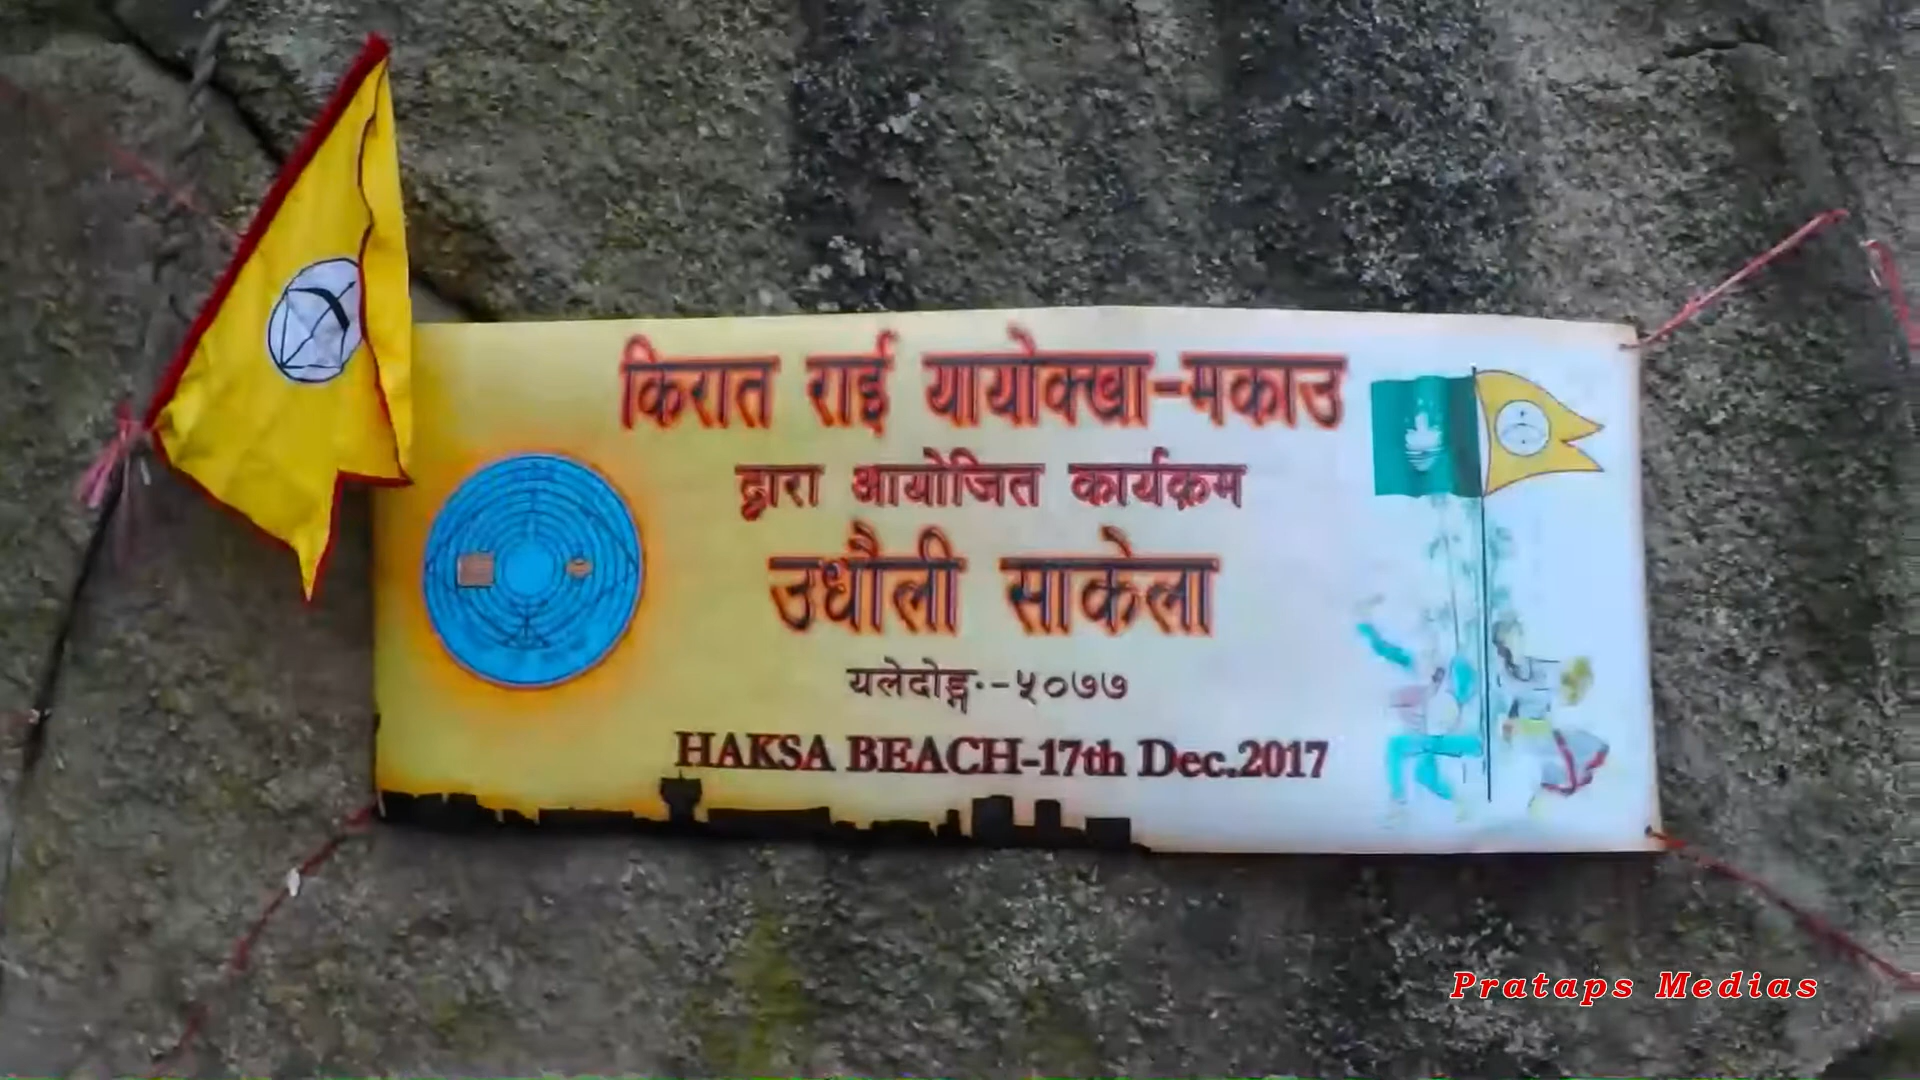 किरात राई यायोक्खा-मकाउ
द्वारा आयोजित कार्यक्रम
उधौली साकेला
यलेदोङ्ग-५०७७
HAKSA BEACH-17th Dec.2017
Prataps Medias